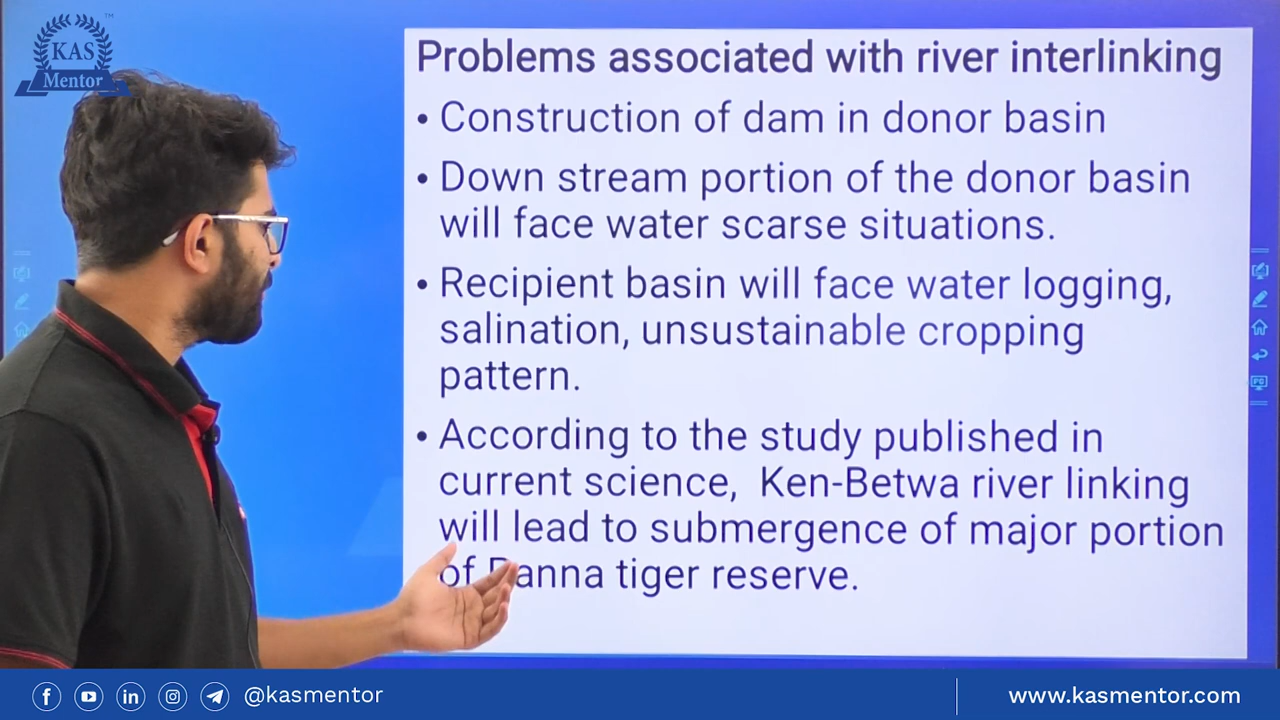 KAS
Mentor
TM
Problems associated with river interlinking
• Construction of dam in donor basin
• Down stream portion of the donor basin
will face water scarse situations.
• Recipient basin will face water logging,
salination, unsustainable cropping
pattern.
• According to the study published in
current science, Ken-Betwa river linking
will lead to submergence of major portion
of Panna tiger reserve.
@kasmentor
www.kasmentor.com